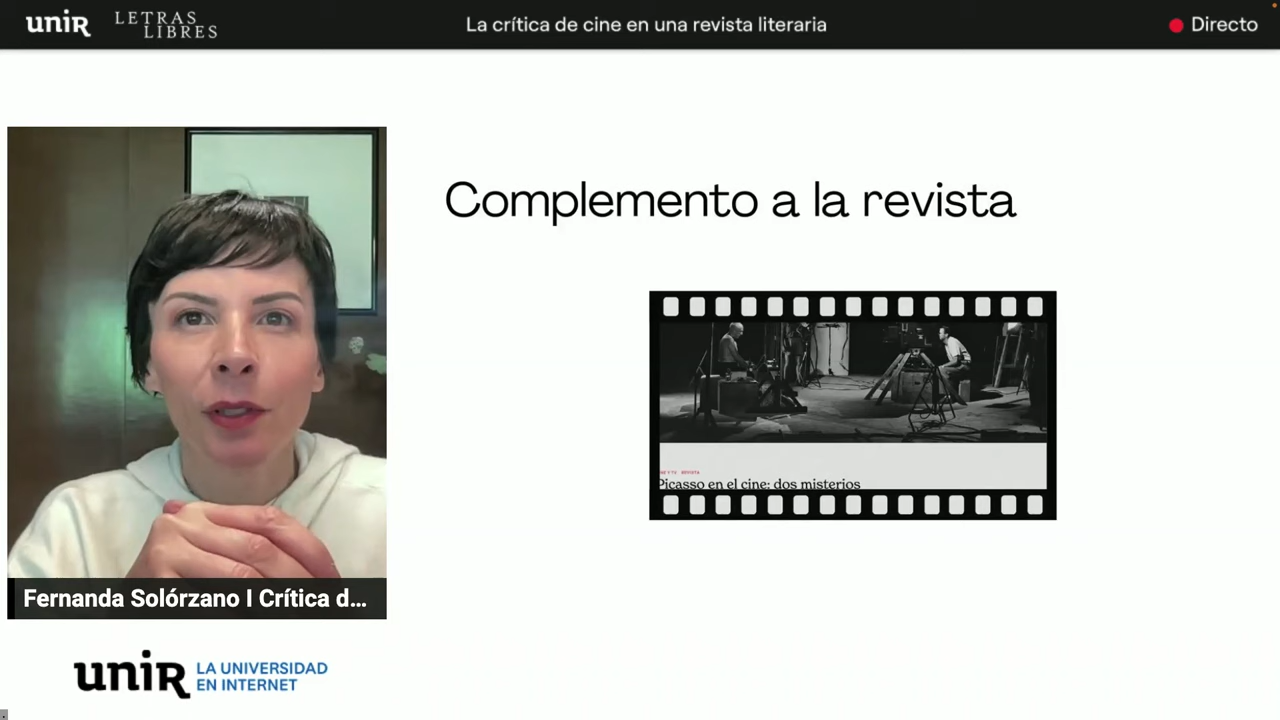 unir LETRAS
LIBRES
La crítica de cine en una revista literaria
Directo
Complemento a la revista
REVISTA
Picasso en el cine: dos misterios
Fernanda Solórzano I Crítica d...
unir LA UNIVERSIDAD
EN INTERNET